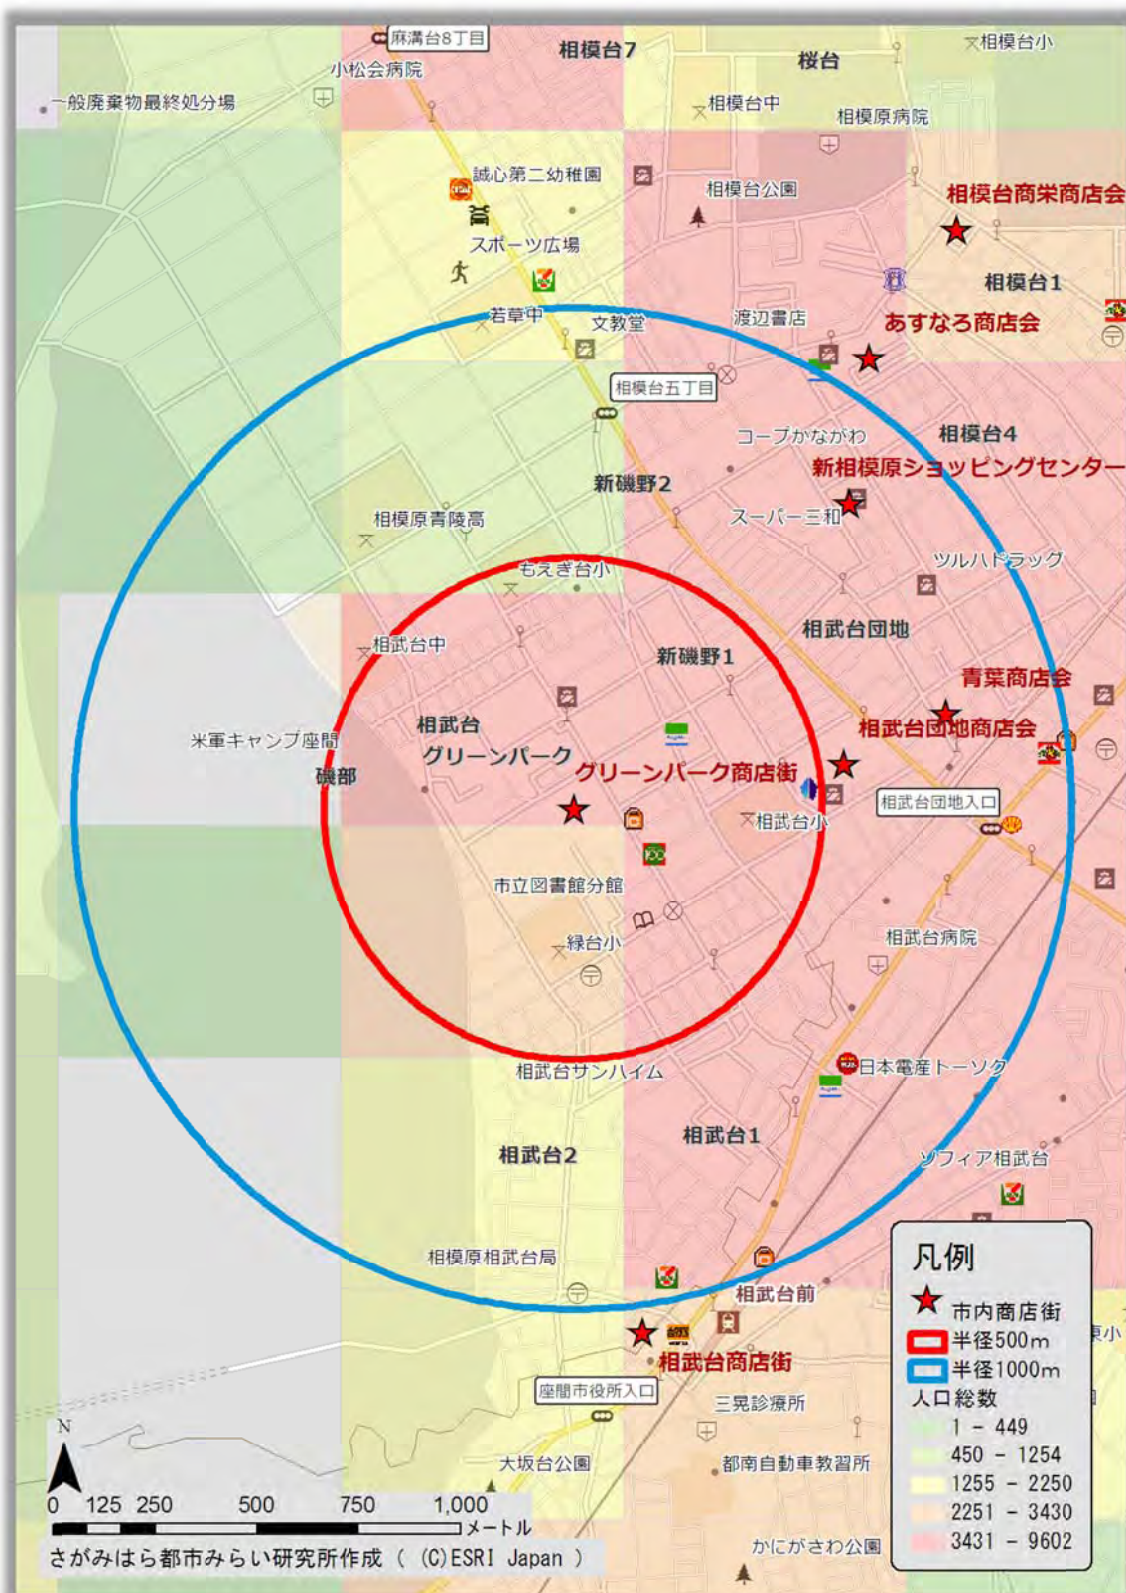 麻溝台8丁目
相模台7
桜台
相模台小
小松会病院
一般廃棄物最終処分場
相模台中
相模原病院
誠心第二幼稚園
相模台公園
相模台商栄商店会
スポーツ広場
相模台1
若草中
文教堂
渡辺書店
あすなろ商店会
相模台五丁目
コープかながわ
相模台4
新相模原ショッピングセンター
新磯野2
相模原青陵高
スーパー三和
もえぎ台小
ツルハドラッグ
相武台団地
相武台中
新磯野1
青葉商店会
相武台
グリーンパーク
米軍キャンプ座間
相武台団地商店会
磯部
グリーンパーク商店街
相武台団地入口
相武台小
市立図書館分館
緑台小
相武台病院
相武台サンハイム
日本電産トーソク
相武台1
相武台2
ソフィア相武台
相模原相武台局
相武台前
相武台商店街
座間市役所入口
三晃診療所
大坂台公園
都南自動車教習所
かにがさわ公園
東小
凡例
市内商店街
半径500m
半径1000m
人口総数
1 - 449
450 - 1254
1255 - 2250
2251 - 3430
3431 - 9602
N
0 125 250 500 750 1,000
メートル
さがみはら都市みらい研究所作成（ (C)ESRI Japan ）